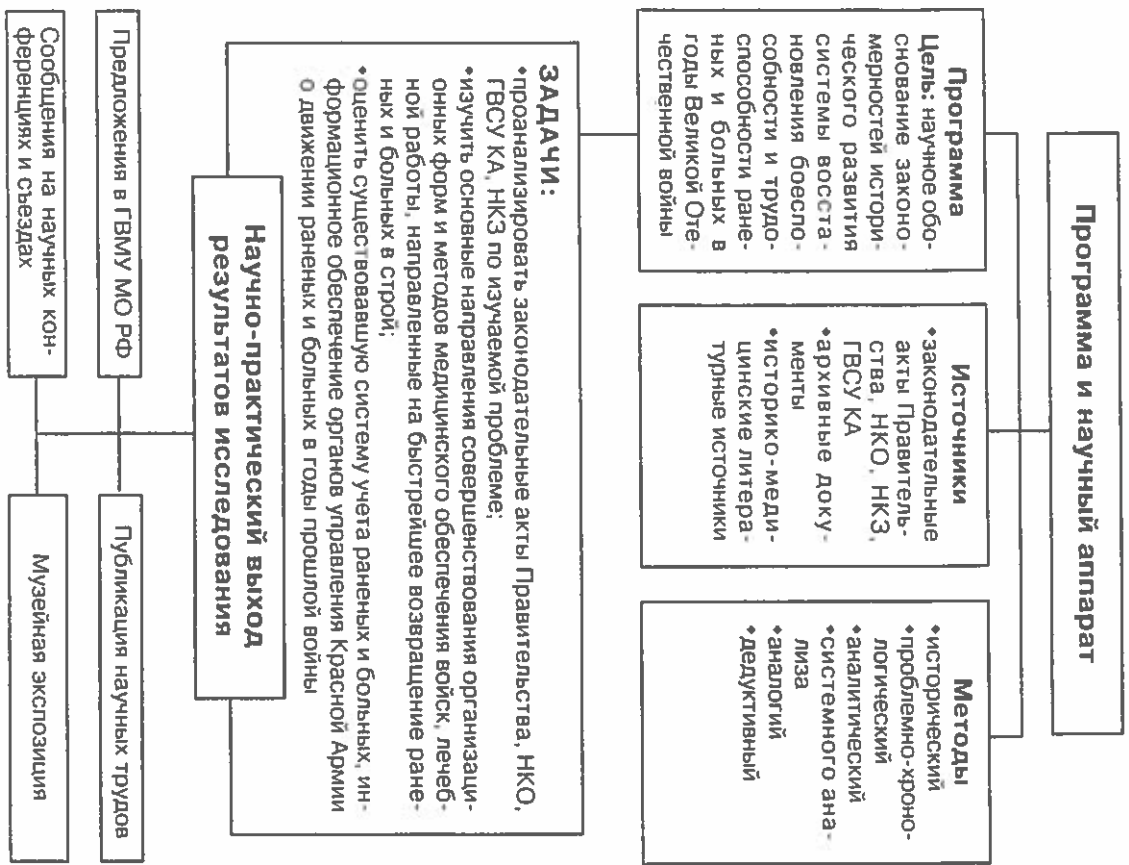 Программа и научный аппарат
Программа
Цель: научное обо-
снование законо-
мерностей истори-
ческого развития
системы восста-
новления боеспо-
собности и трудо-
способности ране-
ных и больных в
годы Великой Оте-
чественной войны
Источники
•законодательные
акты Правитель-
ства, НКО, НКЗ,
ГВСУ КА
•архивные доку-
менты
•историко-меди-
цинские литера-
турные источники
Методы
•исторический
•проблемно-хроно-
логический
•аналитический
•системного ана-
лиза
•аналогий
•дедуктивный
ЗАДАЧИ:
•проанализировать законодательные акты Правительства, НКО,
ГВСУ КА, НКЗ по изучаемой проблеме;
•изучить основные направления совершенствования организаци-
онных форм и методов медицинского обеспечения войск, лечеб-
ной работы, направленные на быстрейшее возвращение ране-
ных и больных в строй;
•оценить существовавшую систему учета раненых и больных, ин-
формационное обеспечение органов управления Красной Армии
о движении раненых и больных в годы прошлой войны
Научно-практический выход
результатов исследования
Предложения в ГВМУ МО РФ
Публикация научных трудов
Сообщения на научных кон-
ференциях и съездах
Музейная экспозиция